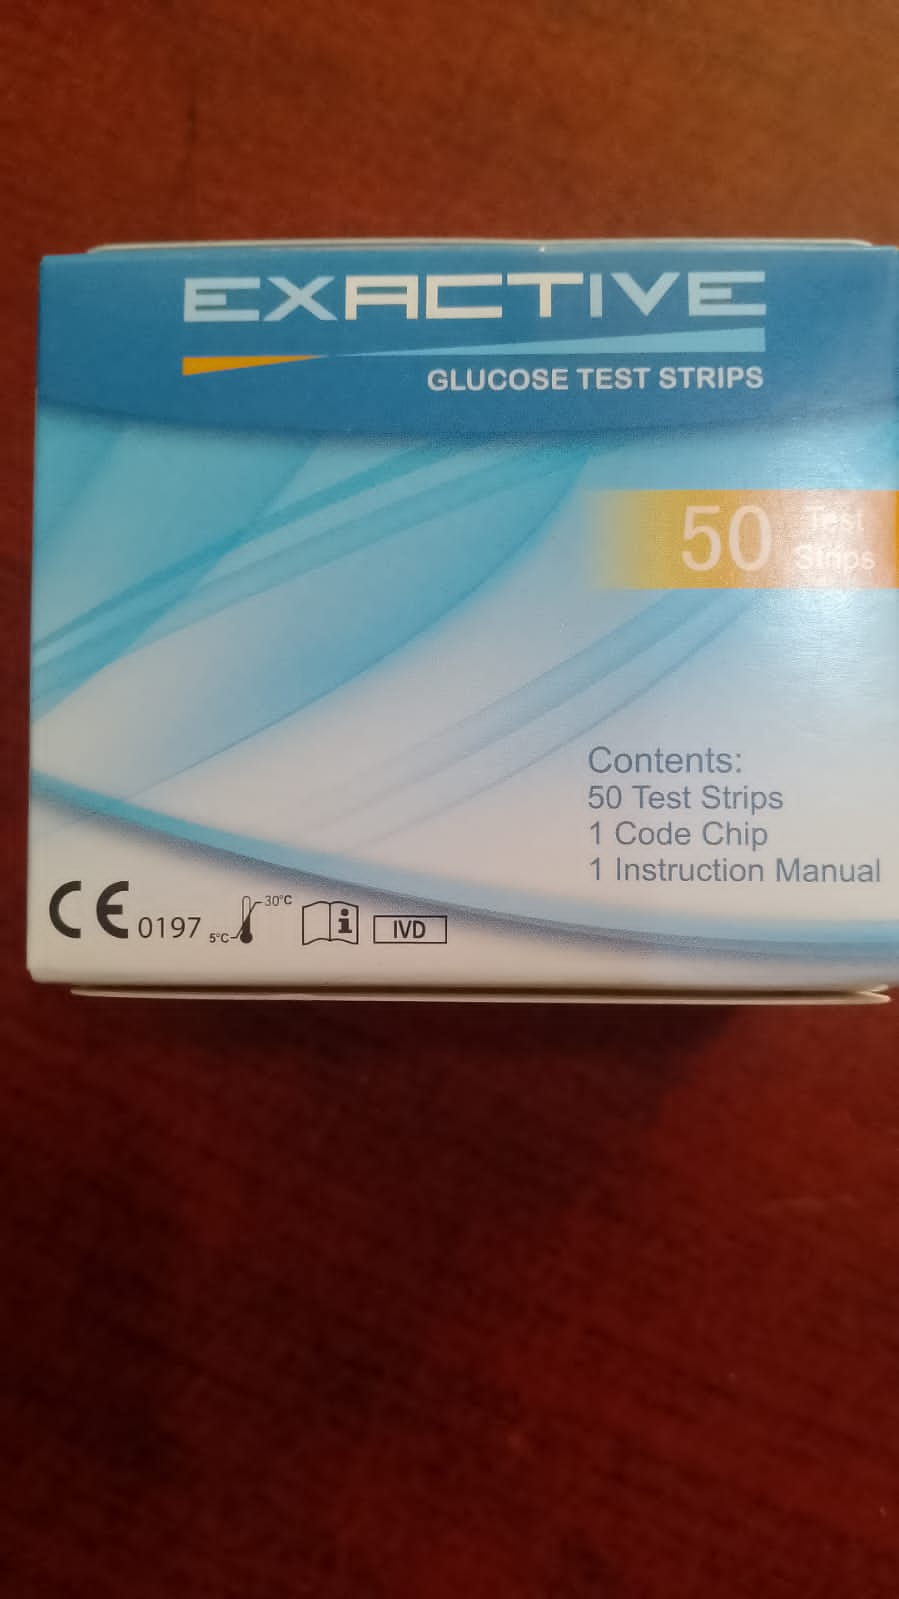 EXACTIVE
GLUCOSE TEST STRIPS
50 Test
Strips
Contents:
50 Test Strips
1 Code Chip
1 Instruction Manual
CE 0197 5°C 30°C i IVD